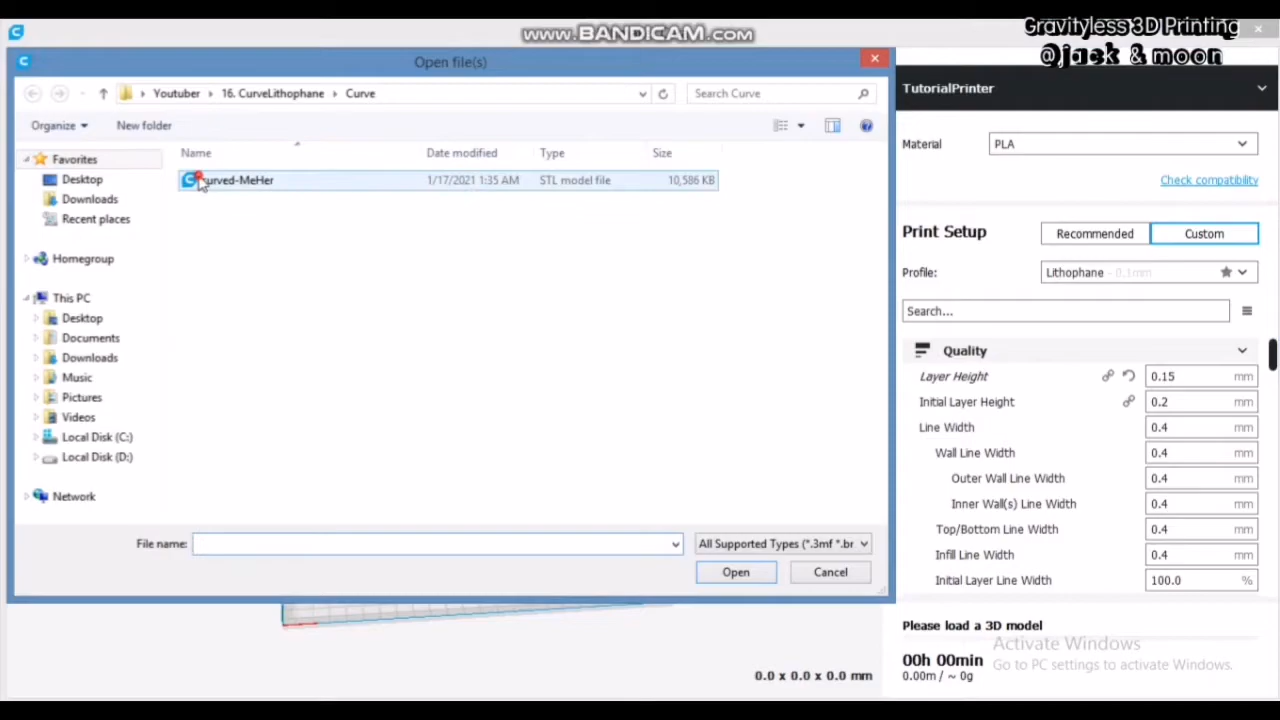 www.BANDICAM.com
Gravityless 3D Printing
@jack & moon
Open file(s)
Youtuber
16. CurveLithophane
Curve
Search Curve
Organize
New folder
Name
Date modified
Type
Size
1/17/2021 1:35 AM
STL model file
10,586 KB
Favorites
Desktop
Downloads
Recent places
Homegroup
This PC
Desktop
Documents
Downloads
Music
Pictures
Videos
Local Disk (C:)
Local Disk (D:)
Network
File name:
All Supported Types (*.3mf *.br
Open
Cancel
TutorialPrinter
Material
PLA
Check compatibility
Print Setup
Recommended
Custom
Profile:
Lithophane - 0.1mm
Search...
Quality
Layer Height
0.15 mm
Initial Layer Height
0.2 mm
Line Width
0.4 mm
Wall Line Width
0.4 mm
Outer Wall Line Width
0.4 mm
Inner Wall(s) Line Width
0.4 mm
Top/Bottom Line Width
0.4 mm
Infill Line Width
0.4 mm
Initial Layer Line Width
100.0 %
Please load a 3D model
Activate Windows
Go to PC settings to activate Windows.
00h 00min
0.00m / ~ 0g
0.0 x 0.0 x 0.0 mm